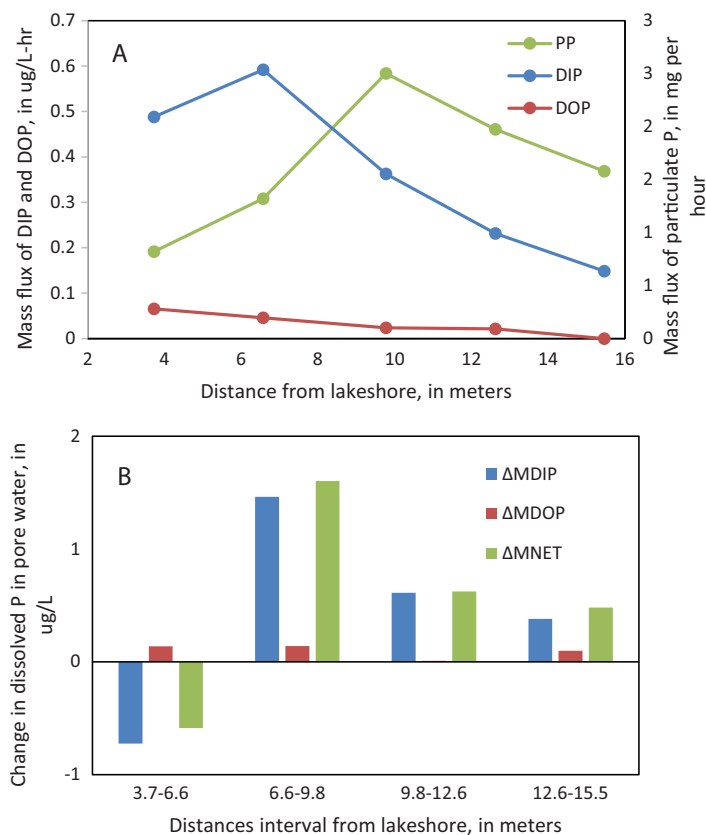 A
0.7
0.6
0.5
0.4
0.3
0.2
0.1
0
Mass flux of DIP and DOP, in ug/L-hr
PP
DIP
DOP
3
3
2
2
1
1
0
Mass flux of particulate P, in mg per
hour
2
4
6
8
10
12
14
16
Distance from lakeshore, in meters
B
2
1
0
-1
Change in dissolved P in pore water, in
ug/L
ΔMDIP
ΔMDOP
ΔMNET
3.7-6.6
6.6-9.8
9.8-12.6
12.6-15.5
Distances interval from lakeshore, in meters